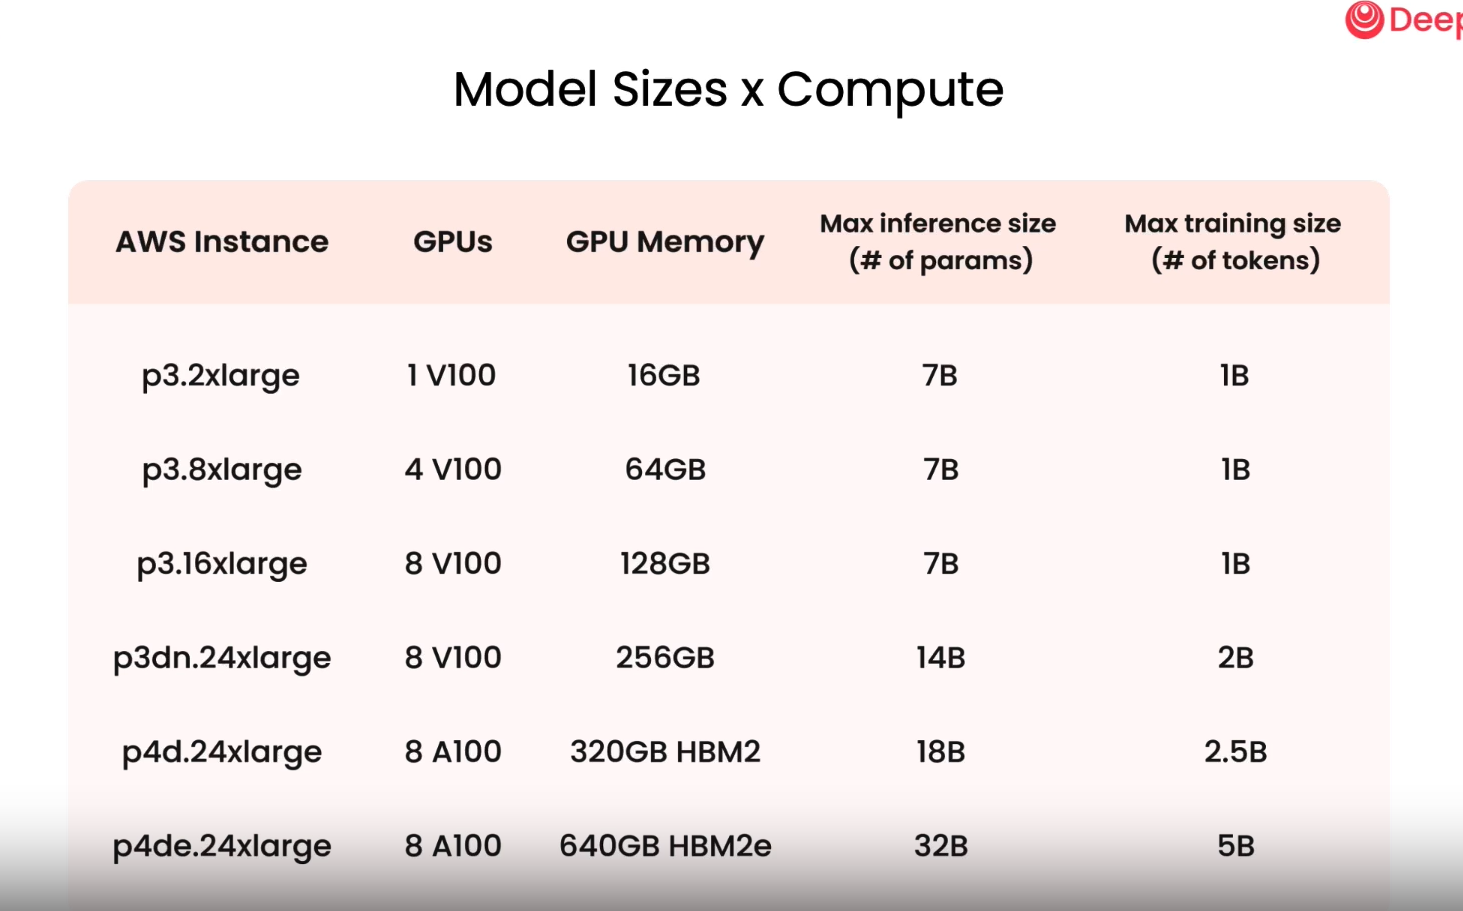 Deep
Model Sizes x Compute
AWS Instance GPUs GPU Memory Max inference size (# of params) Max training size (# of tokens)
p3.2xlarge 1 V100 16GB 7B 1B
p3.8xlarge 4 V100 64GB 7B 1B
p3.16xlarge 8 V100 128GB 7B 1B
p3dn.24xlarge 8 V100 256GB 14B 2B
p4d.24xlarge 8 A100 320GB HBM2 18B 2.5B
p4de.24xlarge 8 A100 640GB HBM2e 32B 5B